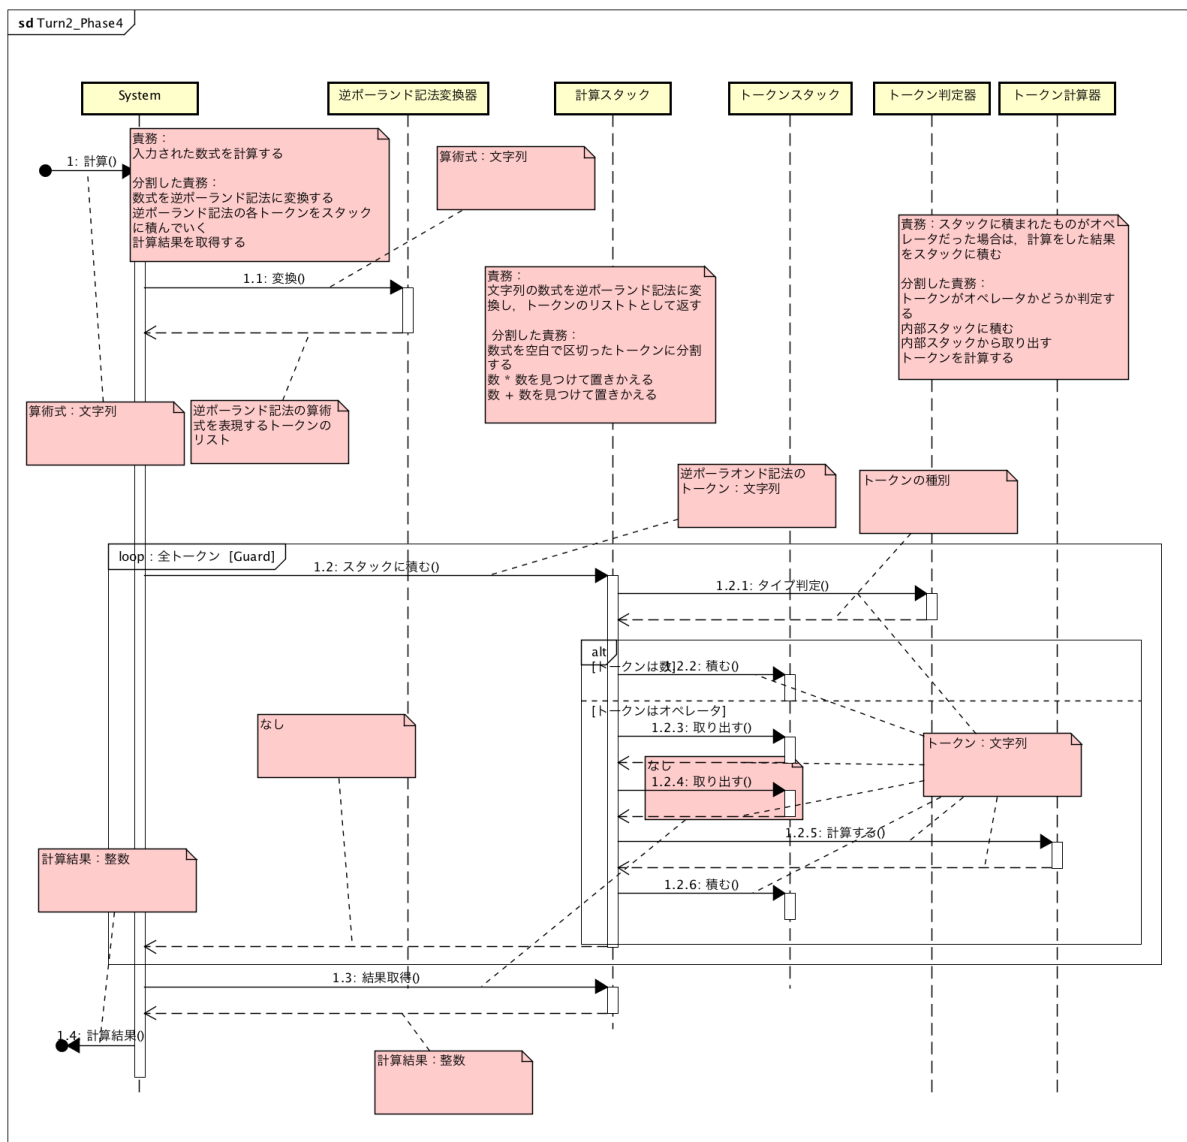 sd Turn2_Phase4
System
逆ポーランド記法変換器
計算スタック
トークンスタック
トークン判定器
トークン計算器
責務：
入力された数式を計算する
分割した責務：
数式を逆ポーランド記法に変換する
逆ポーランド記法の各トークンをスタック
に積んでいく
計算結果を取得する
1: 計算()
算術式：文字列
責務：スタックに積まれたものがオペ
レータだった場合は、計算をした結果
をスタックに積む
分割した責務：
トークンがオペレータかどうか判定す
る
内部スタックに積む
内部スタックから取り出す
トークンを計算する
1.1: 変換()
責務：
文字列の数式を逆ポーランド記法に変
換し，トークンのリストトとして返す
分割した責務：
数式を空白で区切ったトークンに分割
する
数 * 数を見つけて置きかえる
数 + 数を見つけて置きかえる
算術式：文字列
逆ポーランド記法の算術
式を表現するトークンの
リスト
逆ポーラオンド記法の
トークン：文字列
トークンの種別
loop : 全トークン [Guard]
1.2: スタックに積む()
1.2.1: タイプ判定()
alt
[トークンは数]
1.2.2: 積む()
[トークンはオペレータ]
なし
1.2.3: 取り出す()
トークン：文字列
なし
1.2.4: 取り出す()
1.2.5: 計算する()
計算結果：整数
1.2.6: 積む()
1.3: 結果取得()
1.4: 計算結果()
計算結果：整数